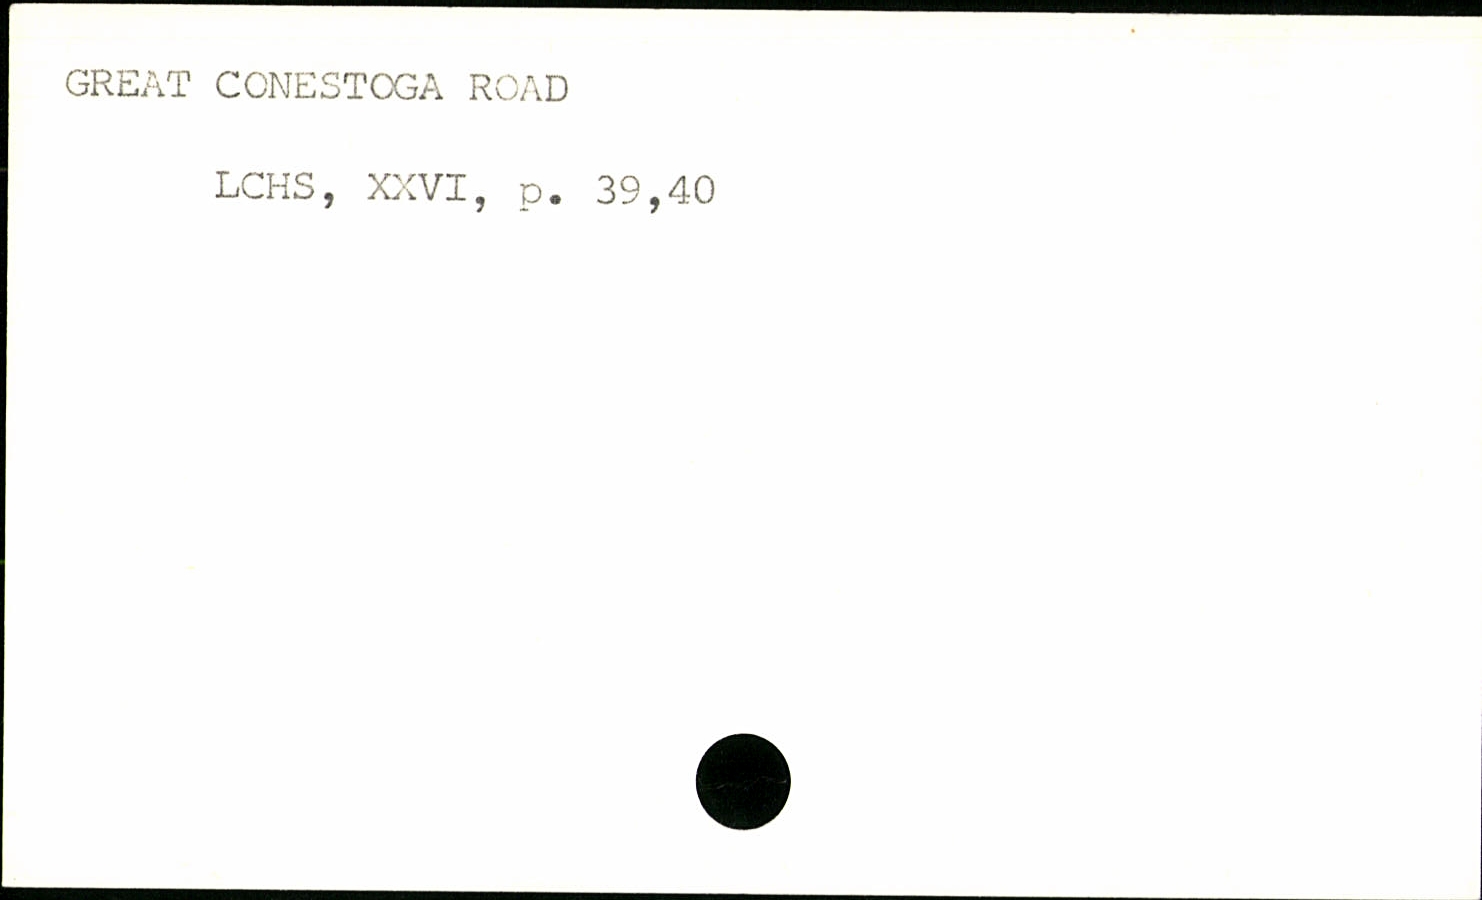 GREAT CONESTOGA ROAD
LCHS, XXVI, p. 39,40